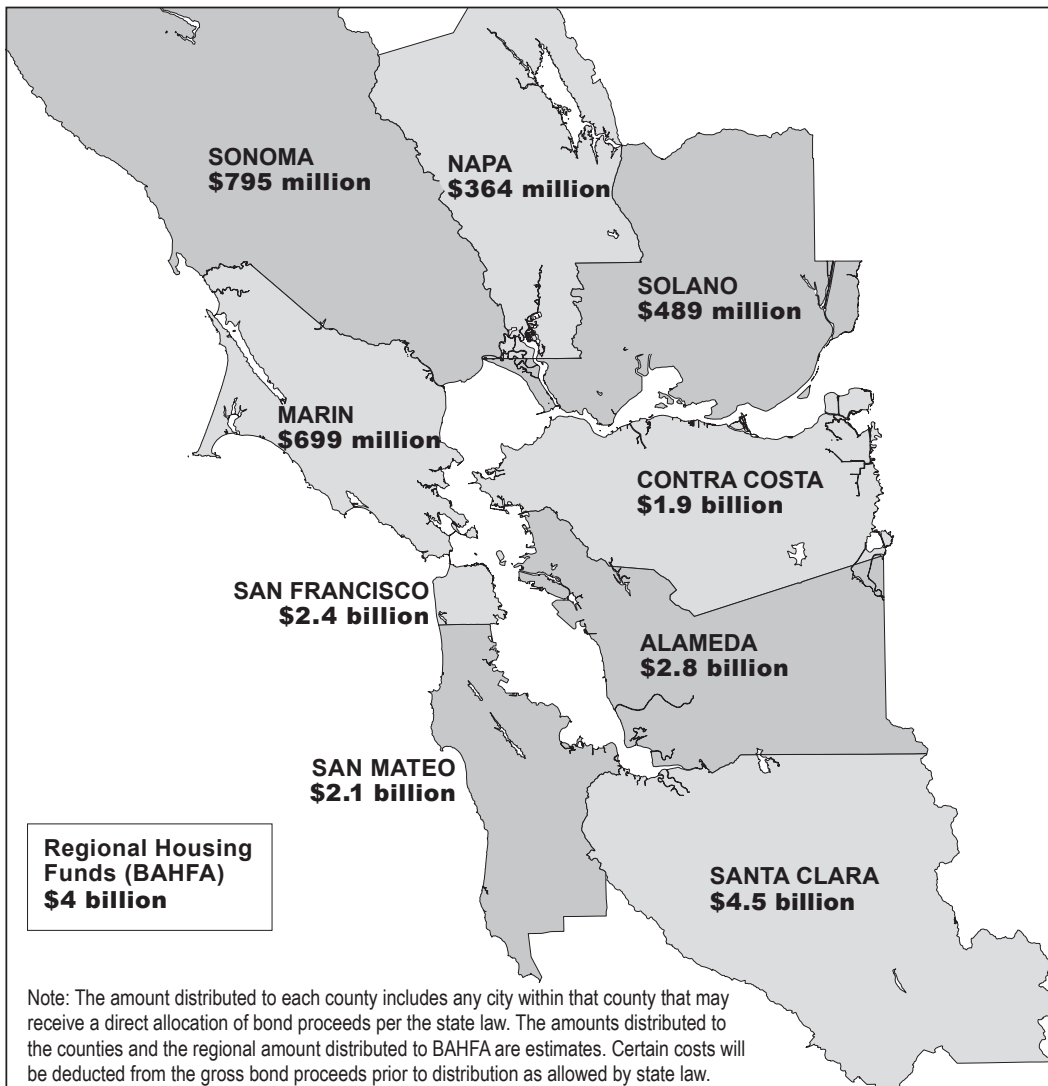 SONOMA
$795 million
NAPA
$364 million
SOLANO
$489 million
MARIN
$699 million
CONTRA COSTA
$1.9 billion
SAN FRANCISCO
$2.4 billion
ALAMEDA
$2.8 billion
SAN MATEO
$2.1 billion
Regional Housing
Funds (BAHFA)
$4 billion
SANTA CLARA
$4.5 billion
Note: The amount distributed to each county includes any city within that county that may
receive a direct allocation of bond proceeds per the state law. The amounts distributed to
the counties and the regional amount distributed to BAHFA are estimates. Certain costs will
be deducted from the gross bond proceeds prior to distribution as allowed by state law.